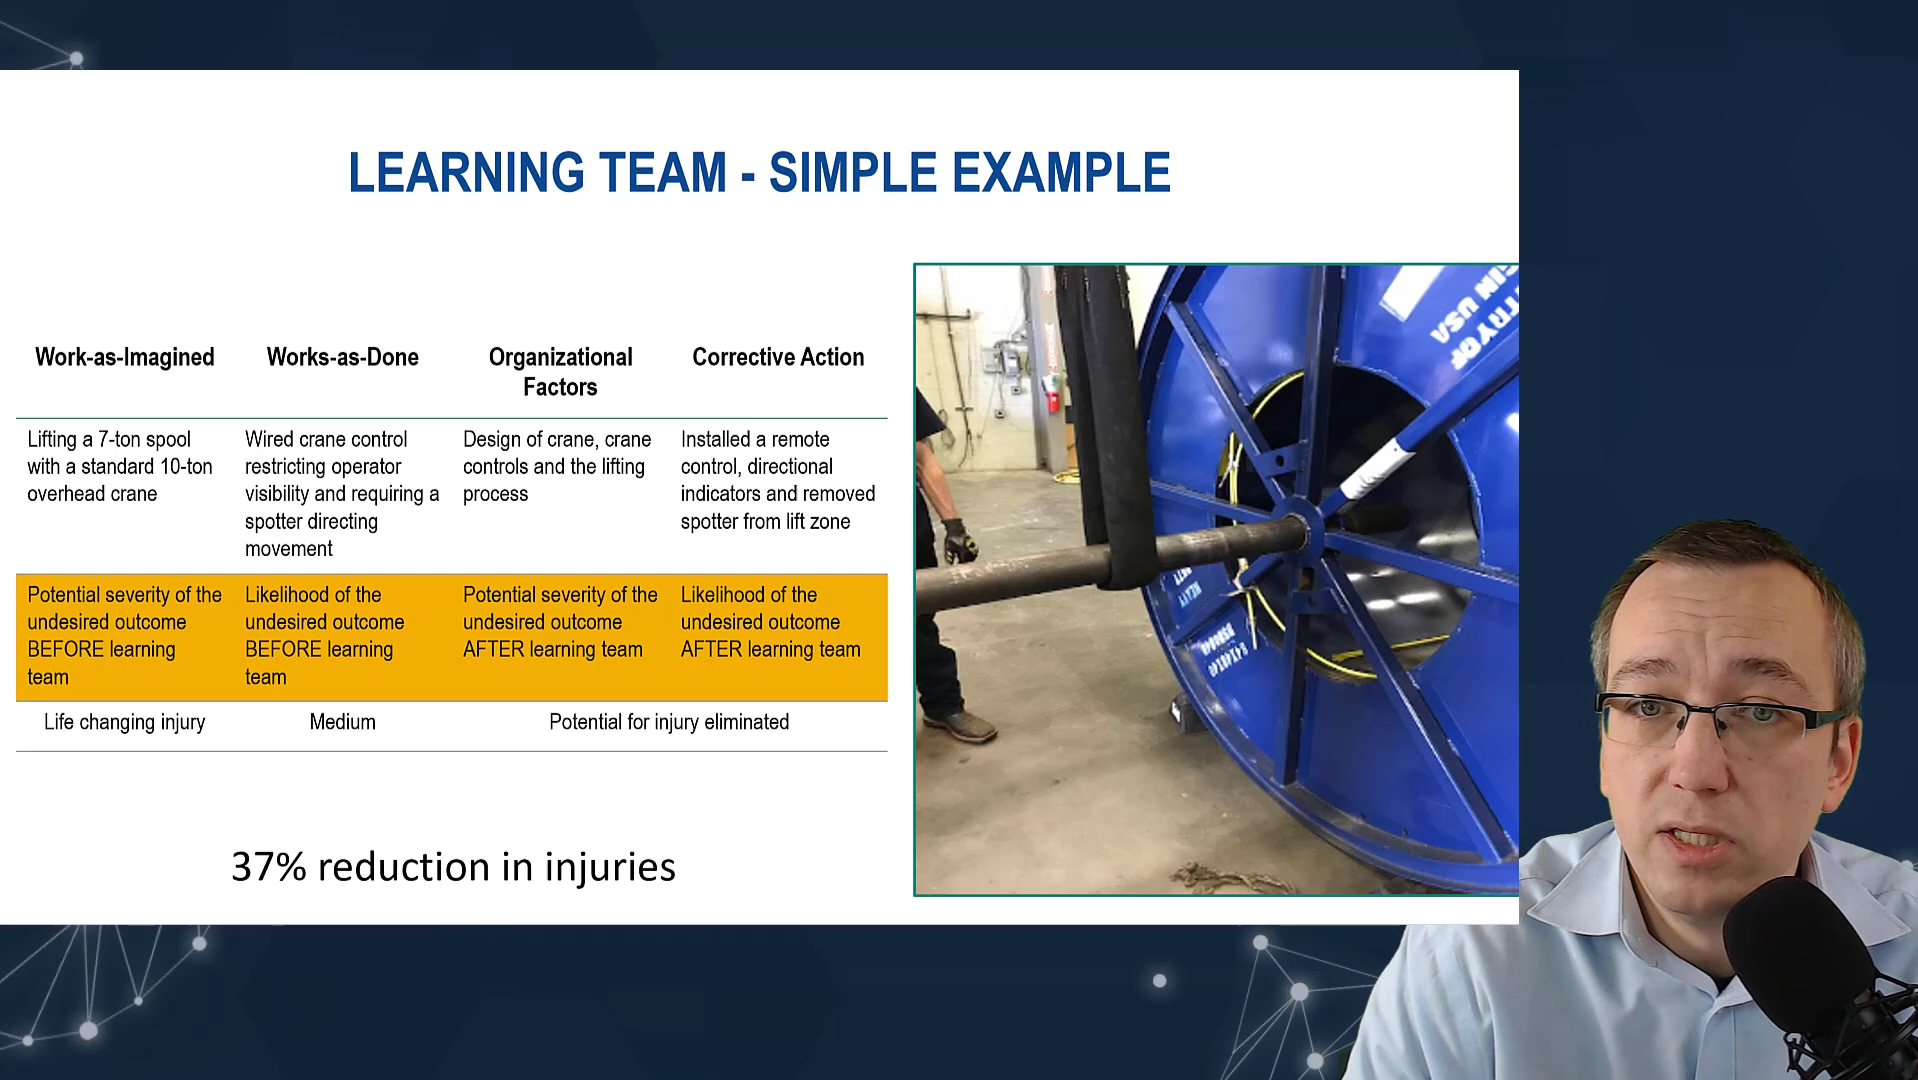 LEARNING TEAM - SIMPLE EXAMPLE
Work-as-Imagined
Works-as-Done
Organizational
Factors
Corrective Action
Lifting a 7-ton spool
with a standard 10-ton
overhead crane
Wired crane control
restricting operator
visibility and requiring a
spotter directing
movement
Design of crane, crane
controls and the lifting
process
Installed a remote
control, directional
indicators and removed
spotter from lift zone
Potential severity of the
undesired outcome
BEFORE learning
team
Likelihood of the
undesired outcome
BEFORE learning
team
Potential severity of the
undesired outcome
AFTER learning team
Likelihood of the
undesired outcome
AFTER learning team
Life changing injury
Medium
Potential for injury eliminated
37% reduction in injuries
TRY OF
GIN USA